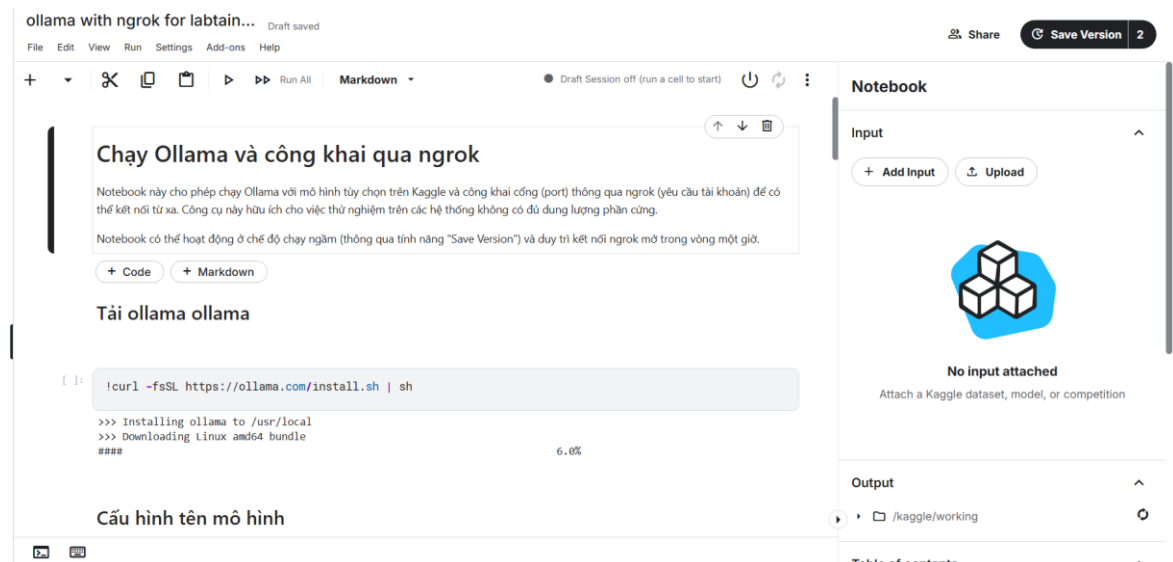 ollama with ngrok for labtain... Draft saved
File Edit View Run Settings Add-ons Help
Share
Save Version 2
Run All Markdown
Draft Session off (run a cell to start)
Chạy Ollama và công khai qua ngrok
Notebook này cho phép chạy Ollama với mô hình tùy chọn trên Kaggle và công khai cổng (port) thông qua ngrok (yêu cầu tài khoản) để có
thể kết nối từ xa. Công cụ này hữu ích cho việc thử nghiệm trên các hệ thống không có đủ dung lượng phần cứng.
Notebook có thể hoạt động ở chế độ chạy ngầm (thông qua tính năng "Save Version") và duy trì kết nối ngrok mở trong vòng một giờ.
+ Code + Markdown
Tải ollama ollama
[ ]: !curl -fsSL https://ollama.com/install.sh | sh
>>> Installing ollama to /usr/local
>>> Downloading Linux amd64 bundle
#### 6.0%
Cấu hình tên mô hình
Notebook
Input
+ Add Input Upload
No input attached
Attach a Kaggle dataset, model, or competition
Output
/kaggle/working
Table of contents